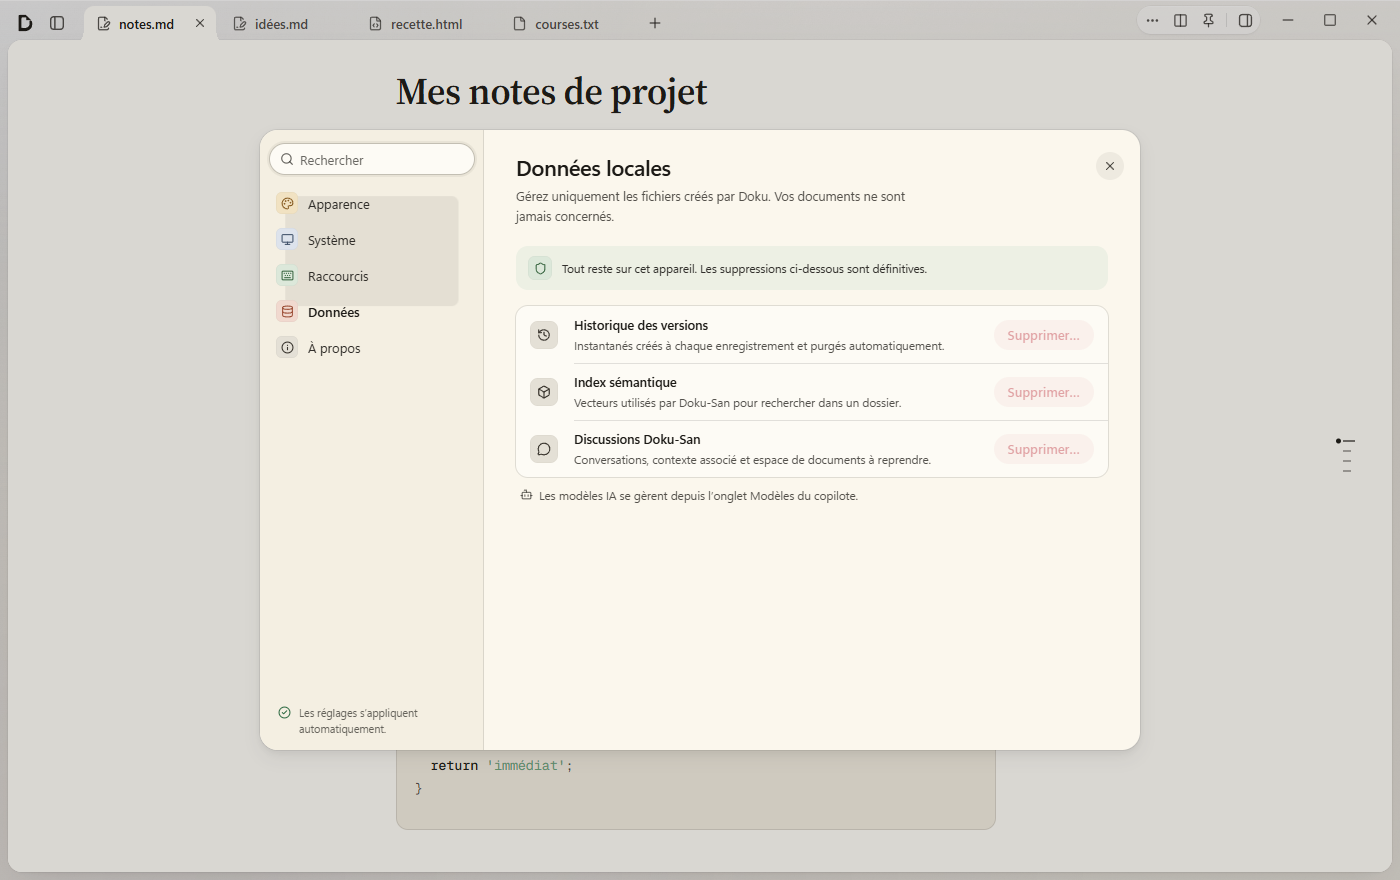 notes.md
idées.md
recette.html
courses.txt
Mes notes de projet
Rechercher
Apparence
Système
Raccourcis
Données
À propos
Les réglages s'appliquent
automatiquement.
Données locales
Gérez uniquement les fichiers créés par Doku. Vos documents ne sont
jamais concernés.
Tout reste sur cet appareil. Les suppressions ci-dessous sont définitives.
Historique des versions
Instantanés créés à chaque enregistrement et purgés automatiquement.
Supprimer...
Index sémantique
Vecteurs utilisés par Doku-San pour rechercher dans un dossier.
Supprimer...
Discussions Doku-San
Conversations, contexte associé et espace de documents à reprendre.
Supprimer...
Les modèles IA se gèrent depuis l'onglet Modèles du copilote.
return 'immédiat';
}